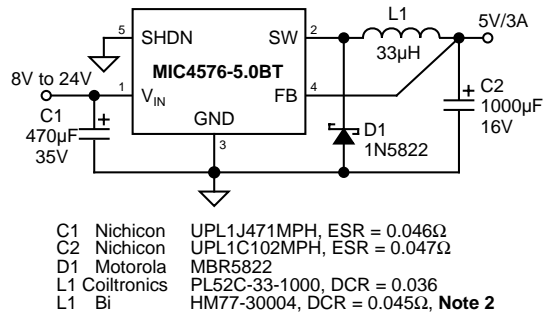 L1
5V/3A
5 SHDN SW 2
33µH
8V to 24V
MIC4576-5.0BT
1 VIN FB 4
C2
1000µF
16V
C1
470µF
35V
GND
3
D1
1N5822
C1 Nichicon UPL1J471MPH, ESR = 0.046Ω
C2 Nichicon UPL1C102MPH, ESR = 0.047Ω
D1 Motorola MBR5822
L1 Coiltronics PL52C-33-1000, DCR = 0.036
L1 Bi HM77-30004, DCR = 0.045Ω, Note 2